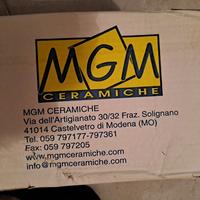 MGM
CERAMICHE
MGM CERAMICHE
Via dell'Artigianato 30/32 Fraz. Solignano
41014 Castelvetro di Modena (MO)
Tel. 059 797177-797361
Fax: 059 797205
www.mgmceramiche.com
info@mgmceramiche.com